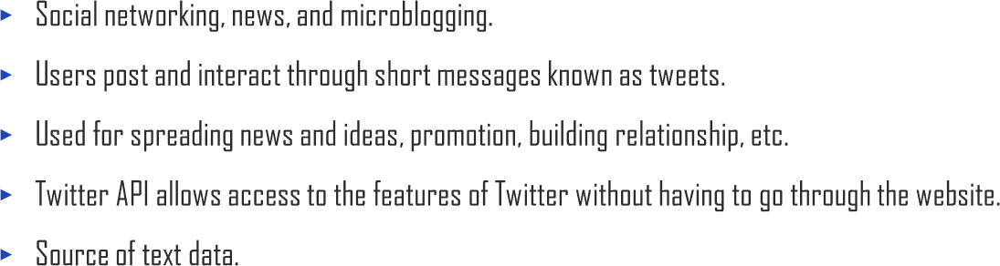 ▶ Social networking, news, and microblogging.
▶ Users post and interact through short messages known as tweets.
▶ Used for spreading news and ideas, promotion, building relationship, etc.
▶ Twitter API allows access to the features of Twitter without having to go through the website.
▶ Source of text data.